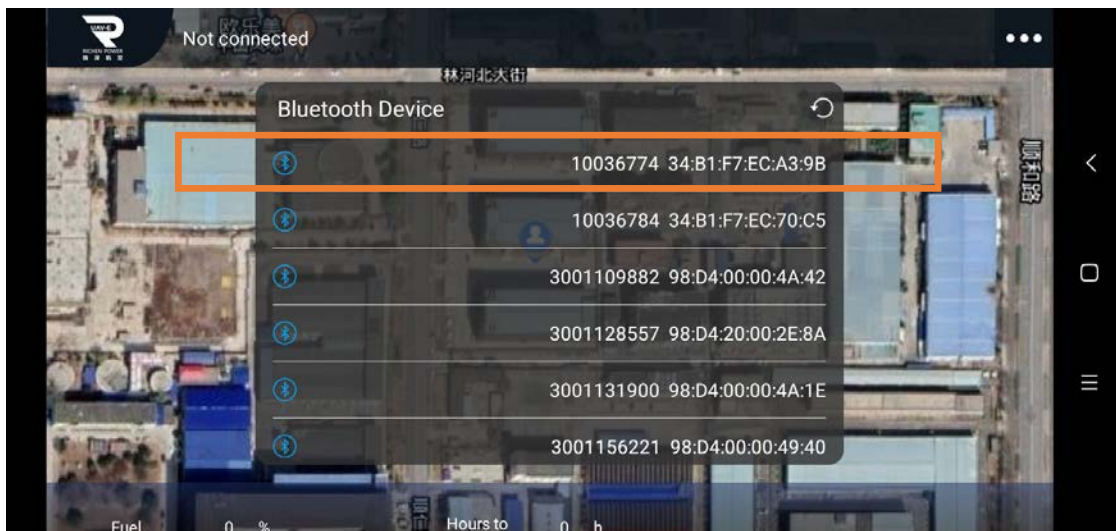 UAV-E
RICHEN POWER
Not connected
林河北大街
Bluetooth Device
10036774 34:B1:F7:EC:A3:9B
顺和路
10036784 34:B1:F7:EC:70:C5
3001109882 98:D4:00:00:4A:42
3001128557 98:D4:20:00:2E:8A
3001131900 98:D4:00:00:4A:1E
3001156221 98:D4:00:00:49:40
Fuel 0 %
Hours to 0 h